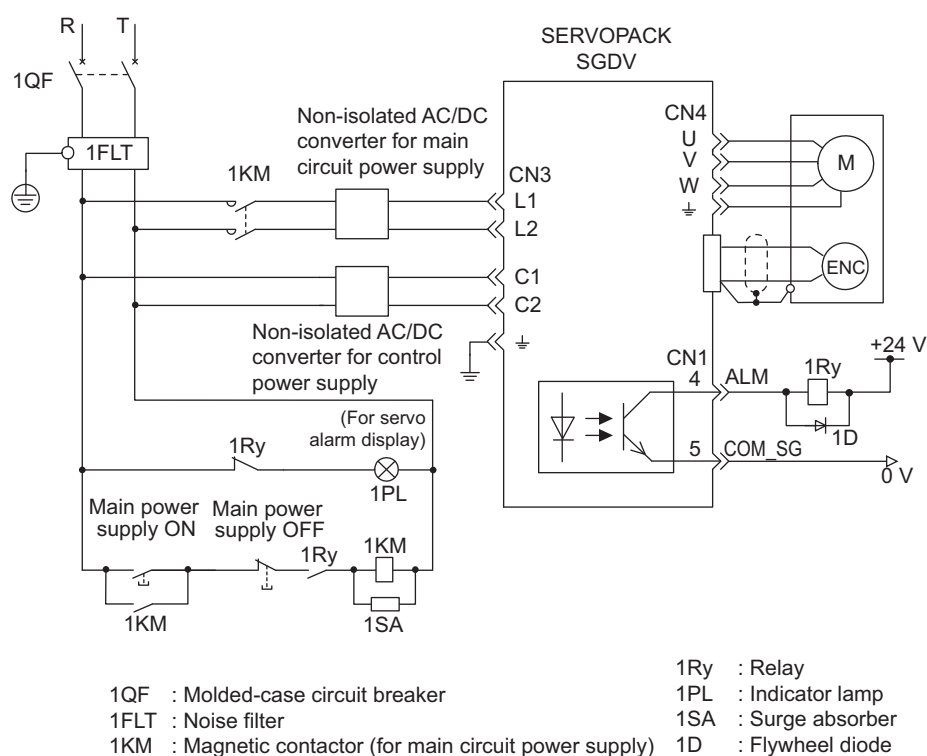 R T
1QF
1FLT
SERVOPACK
SGDV
Non-isolated AC/DC
converter for main
circuit power supply
1KM
CN3
L1
L2
C1
C2
Non-isolated AC/DC
converter for control
power supply
CN4
U
V
W
M
ENC
+24 V
CN1
1Ry
4 ALM
1D
5 COM_SG
0 V
(For servo
alarm display)
1Ry
1PL
Main power
supply ON
Main power
supply OFF
1Ry
1KM
1KM
1SA
1QF : Molded-case circuit breaker
1FLT : Noise filter
1KM : Magnetic contactor (for main circuit power supply)
1Ry : Relay
1PL : Indicator lamp
1SA : Surge absorber
1D : Flywheel diode